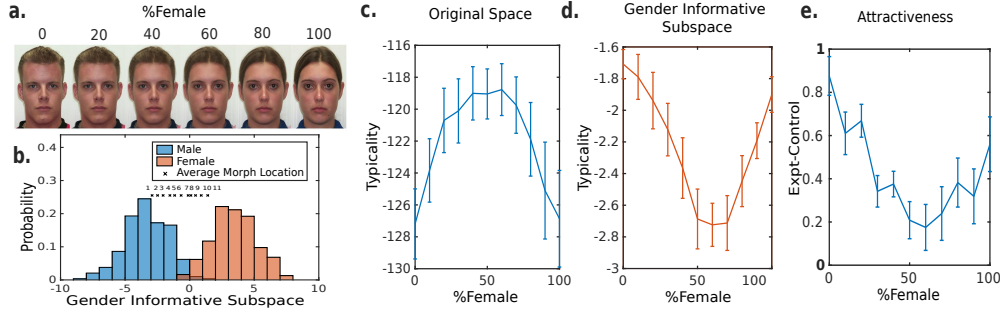 a.
%Female
0 20 40 60 80 100
b.
Male
Female
Average Morph Location
1 2 3 4 5 6 7 8 9 10 11
Probability
0.4
0.2
0.1
0
-10 -5 0 5 10
Gender Informative Subspace
c.
Original Space
Typicality
-116
-118
-120
-122
-124
-126
-128
-130
0 50 100
%Female
d.
Gender Informative
Subspace
Typicality
-1.6
-1.8
-2
-2.2
-2.4
-2.6
-2.8
-3
0 50 100
%Female
e.
Attractiveness
Expt-Control
1
0.8
0.6
0.4
0.2
0
0 50 100
%Female